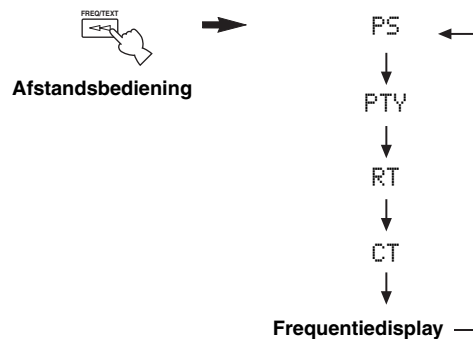 FREQ/TEXT
PS
Afstandsbediening
PTY
RT
CT
Frequentiedisplay